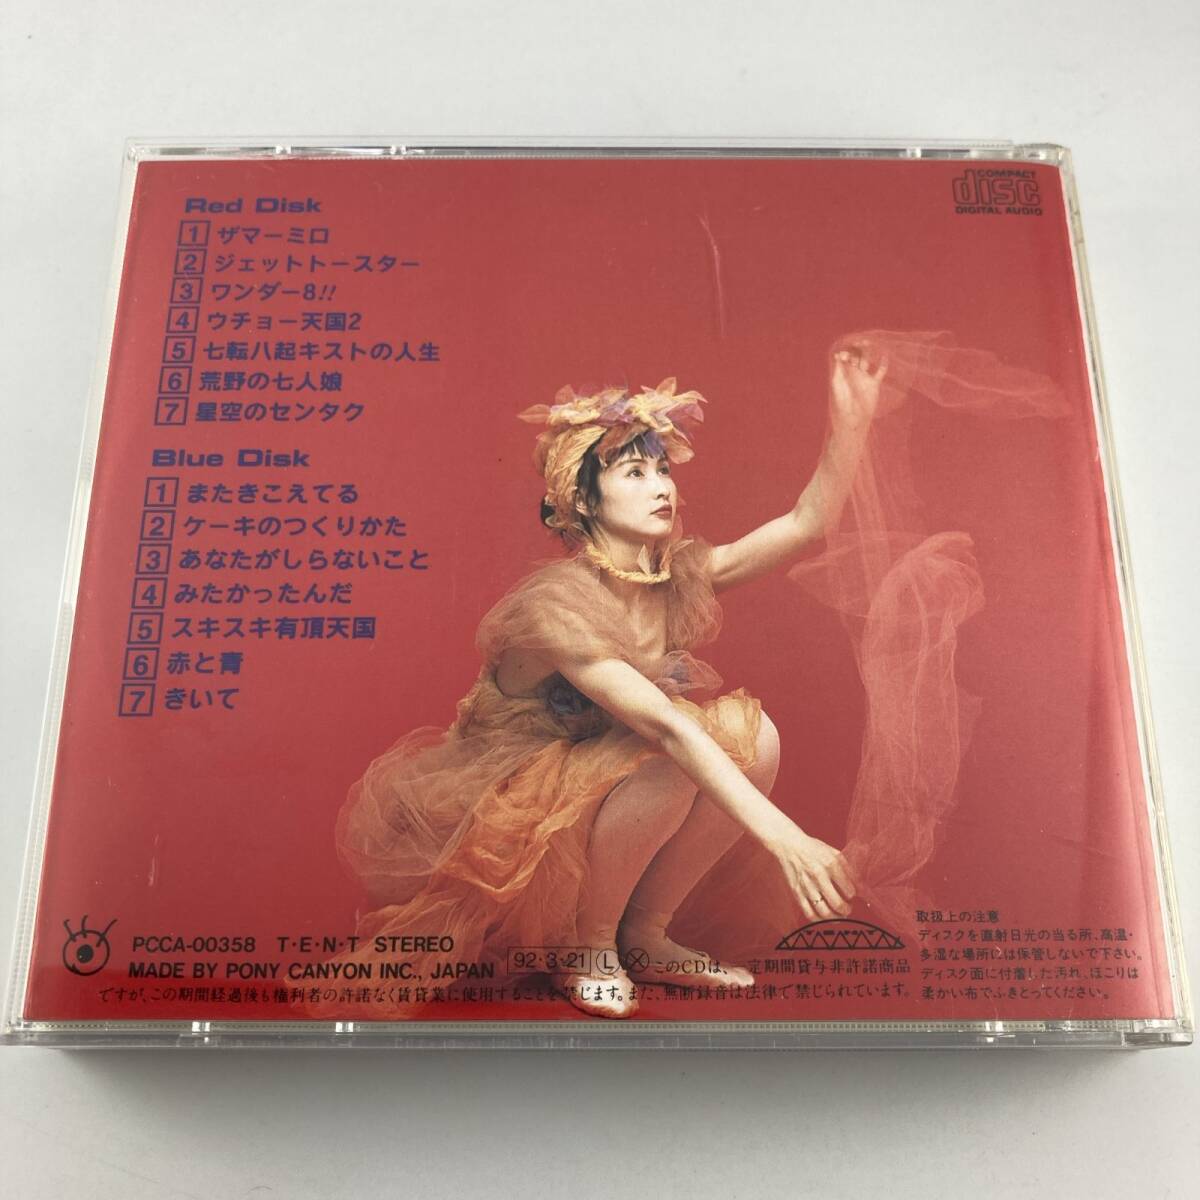 COMPACT
disc
DIGITAL AUDIO
Red Disk
1 ザマーミロ
2 ジェットトースター
3 ワンダー8!!
4 ウチョー天国2
5 七転八起キストの人生
6 荒野の七人娘
7 星空のセンタク
Blue Disk
1 またきこえてる
2 ケーキのつくりかた
3 あなたがしらないこと
4 みたかったんだ
5 スキスキ有頂天国
6 赤と青
7 きいて
PCCA-00358 T・E・N・T STEREO
MADE BY PONY CANYON INC., JAPAN
92・3・21 L X このCDは、 定期間貸与非許諾商品
ですが、この期間経過後も権利者の許諾なく賃貸業に使用することを禁じます。また、無断録音は法律で禁じられています。
取扱上の注意
ディスクを直射日光の当る所、高温・
多湿な場所には保管しないで下さい。
ディスク面に付着した汚れ、ほこりは
柔かい布でふきとってください。